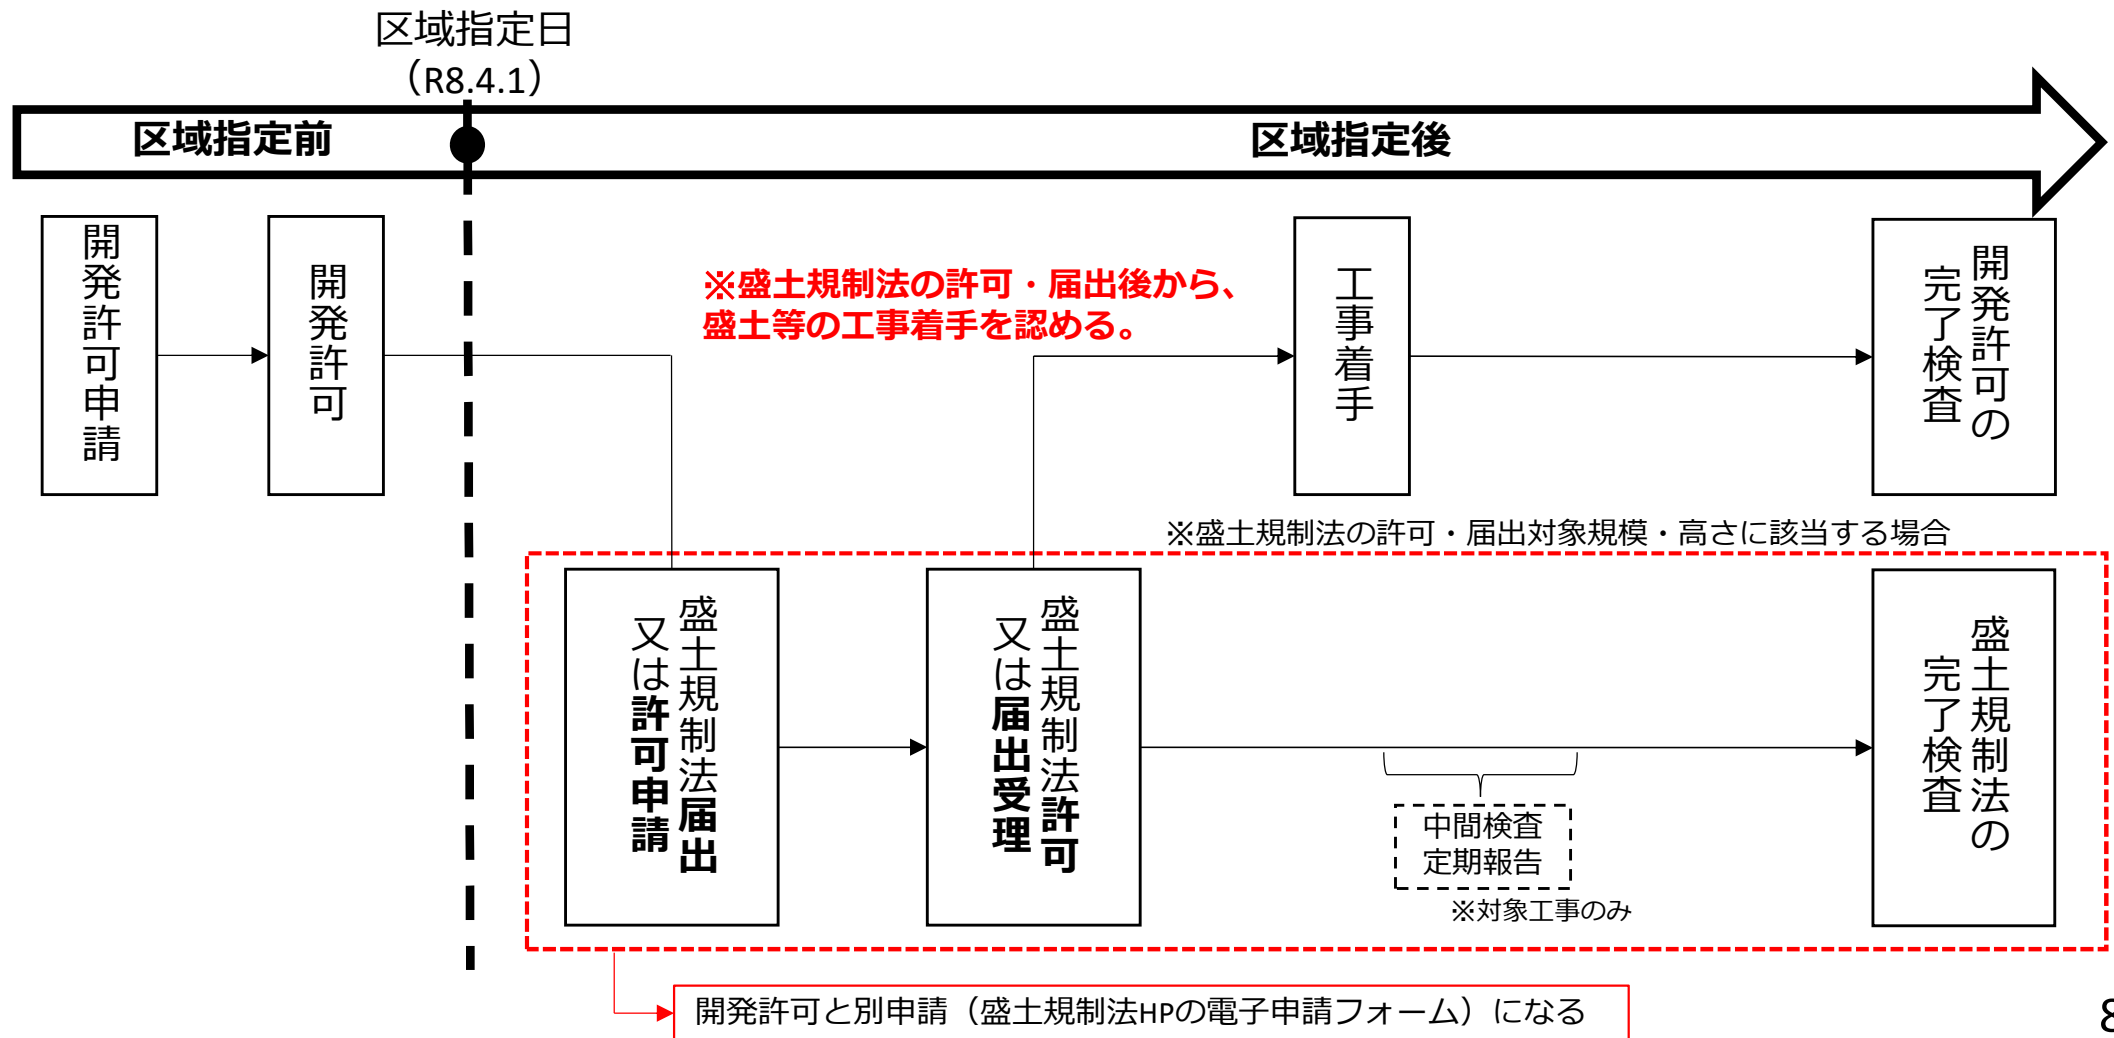 区域指定日
（R8.4.1）
区域指定前
区域指定後
開発許可申請
開発許可
※盛土規制法の許可・届出後から、
盛土等の工事着手を認める。
工事着手
開発許可の
完了検査
※盛土規制法の許可・届出対象規模・高さに該当する場合
盛土規制法届出
又は許可申請
盛土規制法許可
又は届出受理
中間検査
定期報告
※対象工事のみ
盛土規制法の
完了検査
開発許可と別申請（盛土規制法HPの電子申請フォーム）になる
8